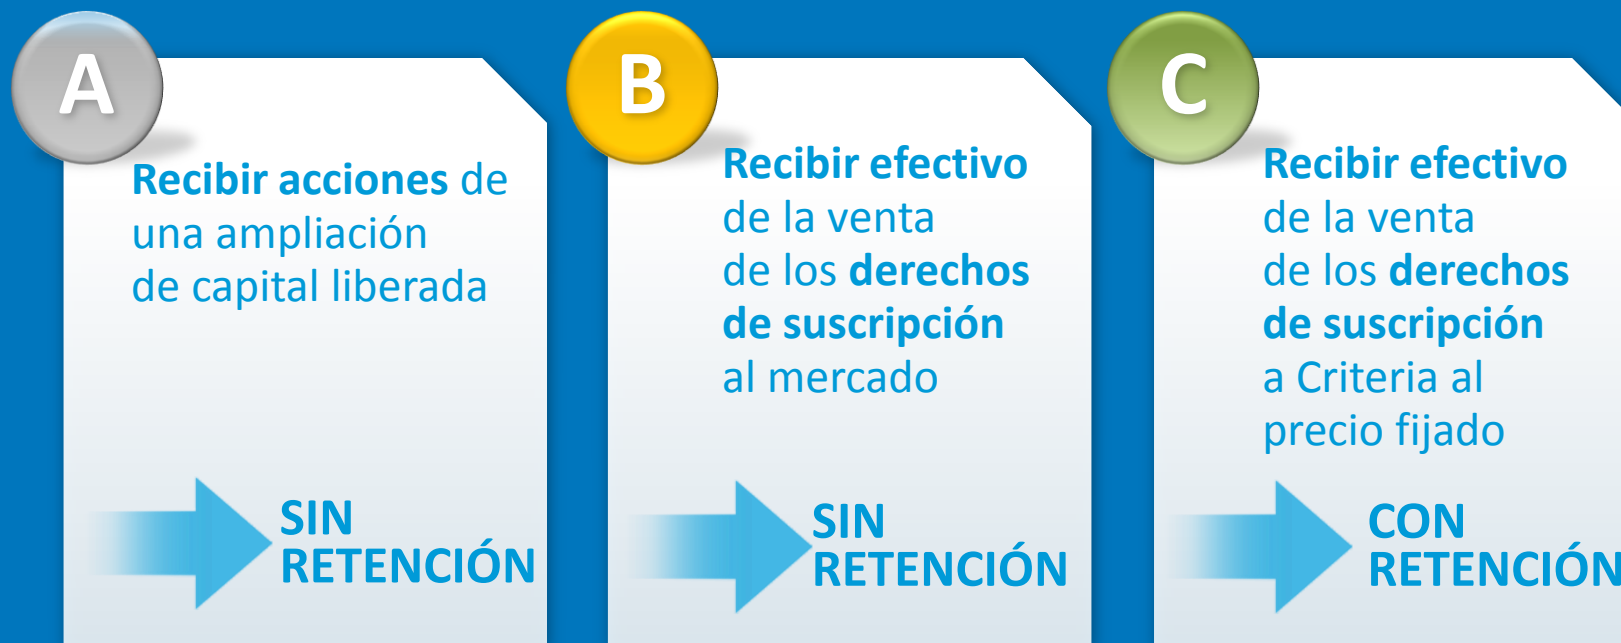 A
Recibir acciones de
una ampliación
de capital liberada
SIN
RETENCIÓN
B
Recibir efectivo
de la venta
de los derechos
de suscripción
al mercado
SIN
RETENCIÓN
C
Recibir efectivo
de la venta
de los derechos
de suscripción
a Criteria al
precio fijado
CON
RETENCIÓN